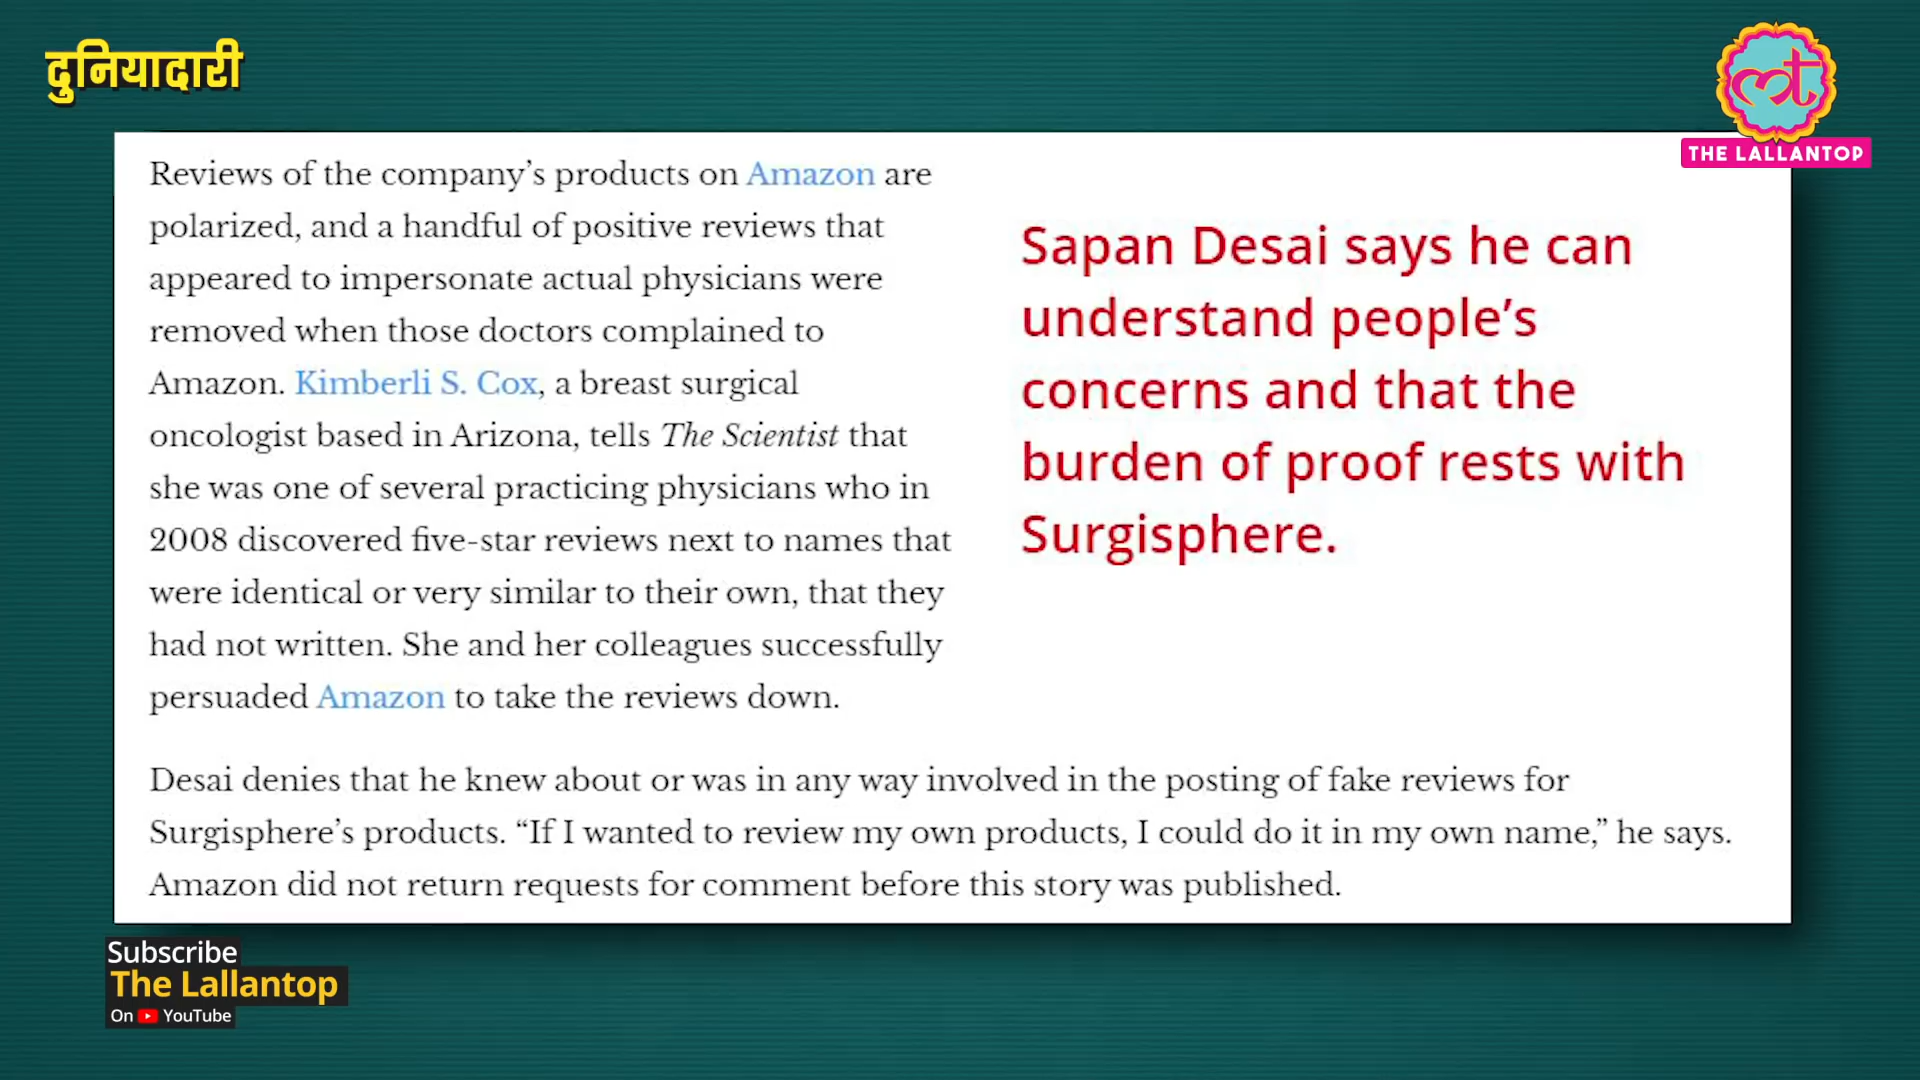 दुनियादारी
THE LALLANTOP
Reviews of the company’s products on Amazon are
polarized, and a handful of positive reviews that
appeared to impersonate actual physicians were
removed when those doctors complained to
Amazon. Kimberli S. Cox, a breast surgical
oncologist based in Arizona, tells The Scientist that
she was one of several practicing physicians who in
2008 discovered five-star reviews next to names that
were identical or very similar to their own, that they
had not written. She and her colleagues successfully
persuaded Amazon to take the reviews down.
Sapan Desai says he can
understand people’s
concerns and that the
burden of proof rests with
Surgisphere.
Desai denies that he knew about or was in any way involved in the posting of fake reviews for
Surgisphere’s products. “If I wanted to review my own products, I could do it in my own name,” he says.
Amazon did not return requests for comment before this story was published.
Subscribe
The Lallantop
On YouTube